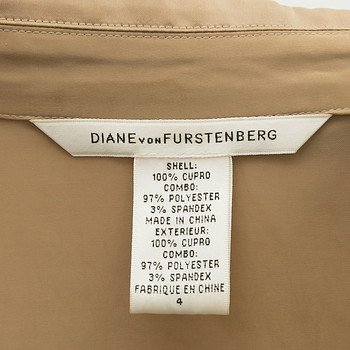 DIANE VON FURSTENBERG
SHELL:
100% CUPRO
COMBO:
97% POLYESTER
3% SPANDEX
MADE IN CHINA
EXTERIEUR:
100% CUPRO
COMBO:
97% POLYESTER
3% SPANDEX
FABRIQUE EN CHINE
4